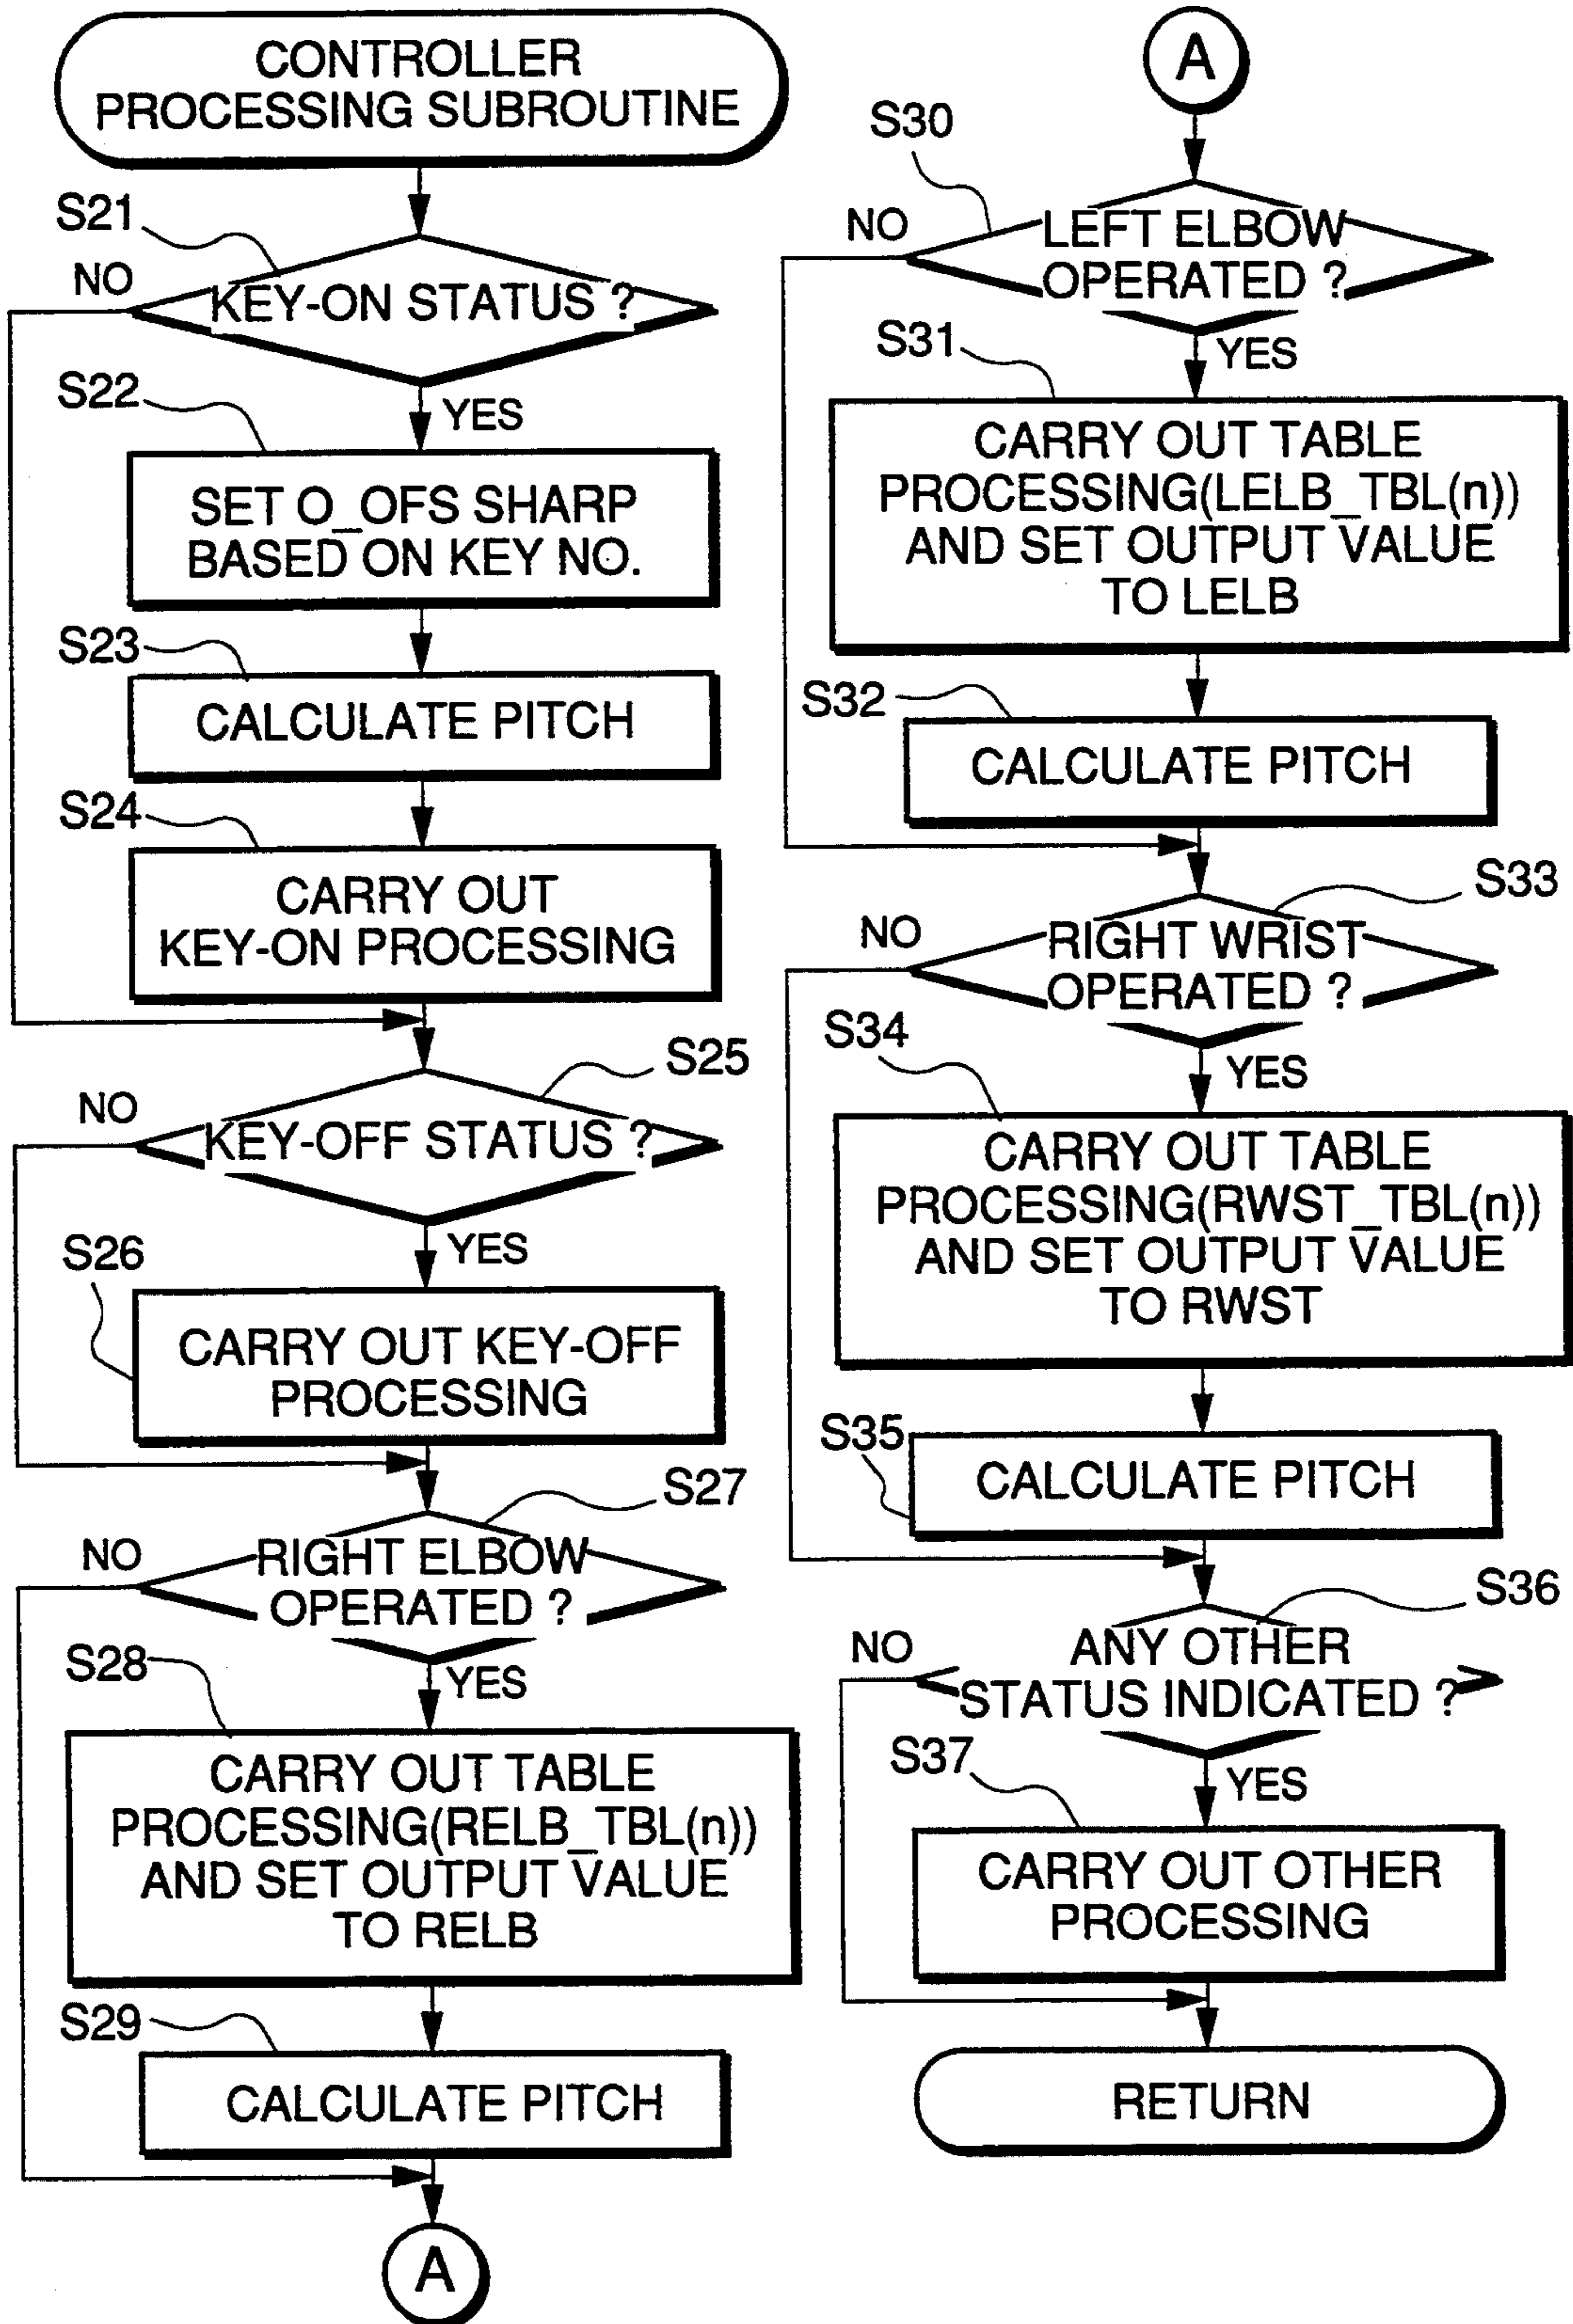 CONTROLLER
PROCESSING SUBROUTINE
S21
NO
KEY-ON STATUS ?
YES
S22
SET O_OFS SHARP
BASED ON KEY NO.
S23
CALCULATE PITCH
S24
CARRY OUT
KEY-ON PROCESSING
S25
NO
KEY-OFF STATUS ?
YES
S26
CARRY OUT KEY-OFF
PROCESSING
S27
NO
RIGHT ELBOW
OPERATED ?
YES
S28
CARRY OUT TABLE
PROCESSING(RELB_TBL(n))
AND SET OUTPUT VALUE
TO RELB
S29
CALCULATE PITCH
A
A
S30
NO
LEFT ELBOW
OPERATED ?
YES
S31
CARRY OUT TABLE
PROCESSING(LELB_TBL(n))
AND SET OUTPUT VALUE
TO LELB
S32
CALCULATE PITCH
S33
NO
RIGHT WRIST
OPERATED ?
YES
S34
CARRY OUT TABLE
PROCESSING(RWST_TBL(n))
AND SET OUTPUT VALUE
TO RWST
S35
CALCULATE PITCH
S36
NO
ANY OTHER
STATUS INDICATED ?
YES
S37
CARRY OUT OTHER
PROCESSING
RETURN